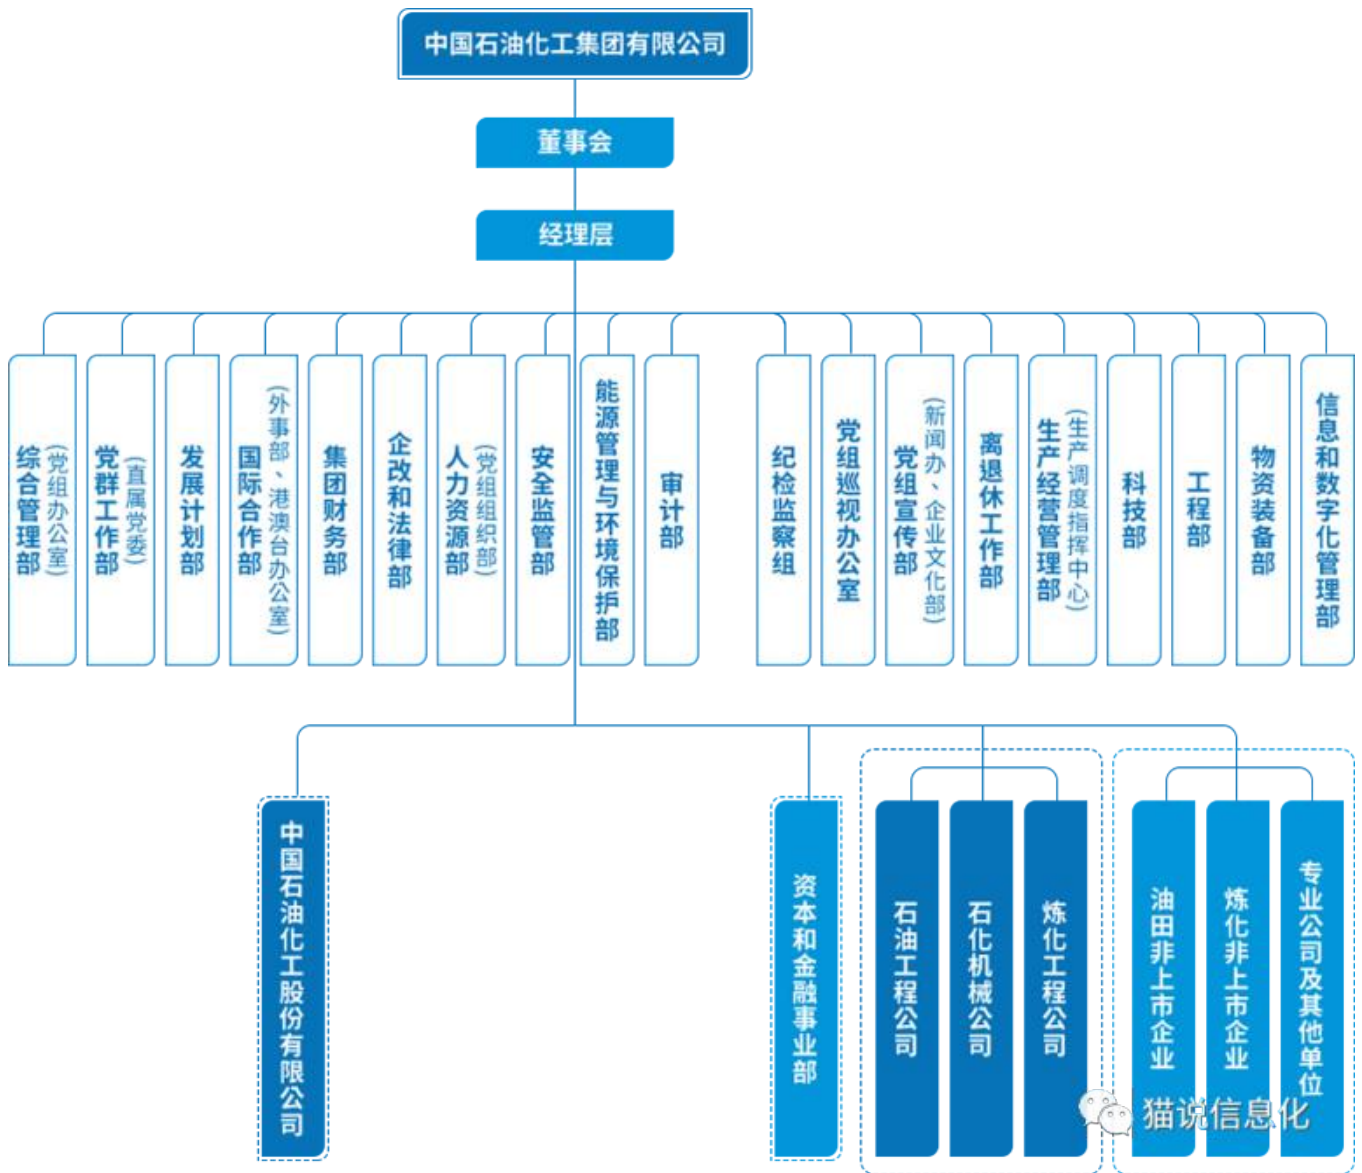 中国石油化工集团有限公司
董事会
经理层
综合管理部
(党组办公室)
党群工作部
(直属党委)
发展计划部
国际合作部
(外事部、港澳台办公室)
集团财务部
企改和法律部
人力资源部
(党组组织部)
安全监管部
能源管理与环境保护部
审计部
纪检监察组
党组巡视办公室
党组宣传部
(新闻办、企业文化部)
离退休工作部
生产经营管理部
(生产调度指挥中心)
科技部
工程部
物资装备部
信息和数字化管理部
中国石油化工股份有限公司
资本和金融事业部
石油工程公司
石化机械公司
炼化工程公司
油田非上市企业
炼化非上市企业
专业公司及其他单位
猫说信息化